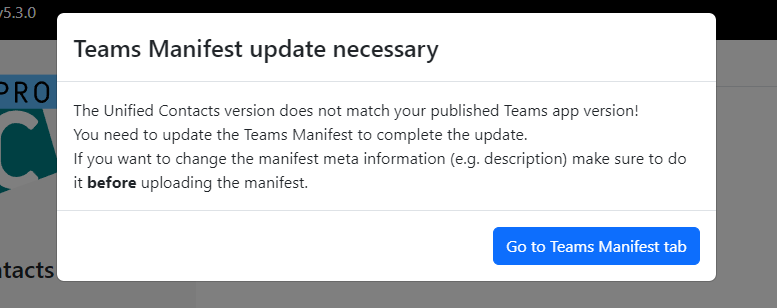 v5.3.0
Teams Manifest update necessary
PRO
The Unified Contacts version does not match your published Teams app version!
You need to update the Teams Manifest to complete the update.
If you want to change the manifest meta information (e.g. description) make sure to do
it before uploading the manifest.
Go to Teams Manifest tab
ntacts